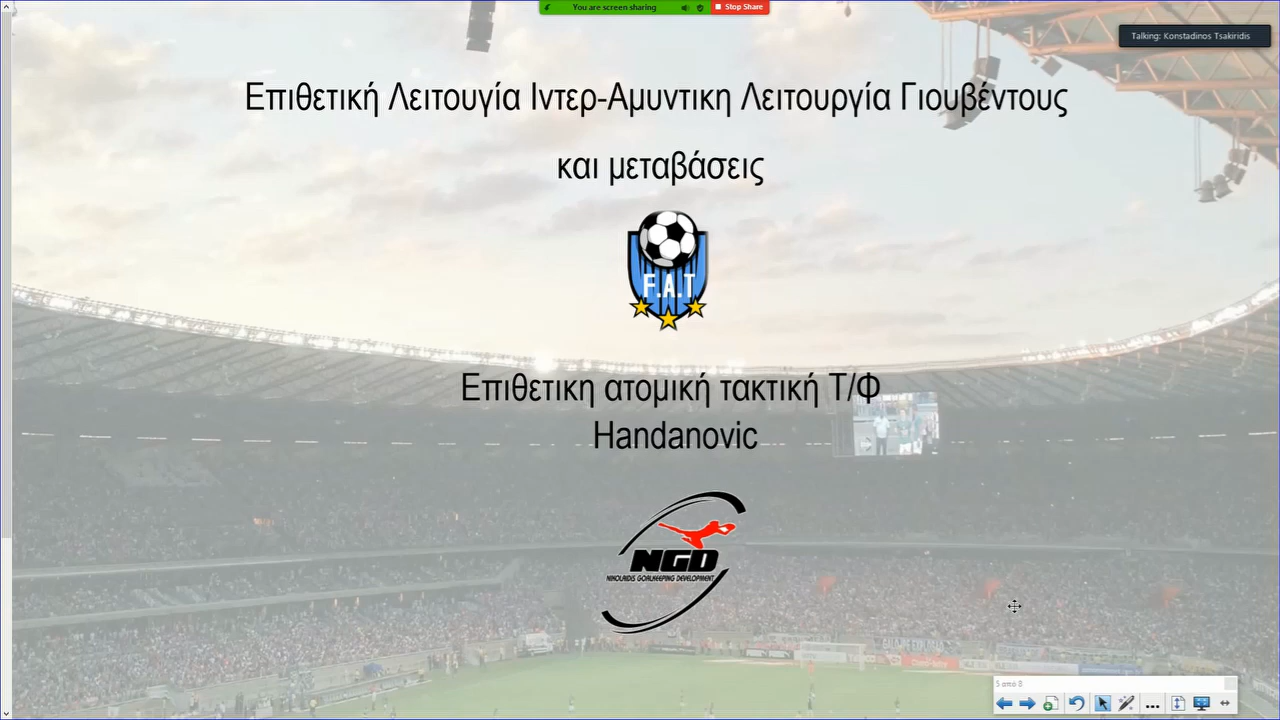 You are screen sharing
Stop Share
Talking: Konstadinos Tsakiridis
Επιθετική Λειτουγία Ιντερ-Αμυντικη Λειτουργία Γιουβέντους
και μεταβάσεις
F.A.T
Επιθετικη ατομική τακτική Τ/Φ
Handanovic
NGD
NIKOLAIDIS GOALKEEPING DEVELOPMENT
5 από 8